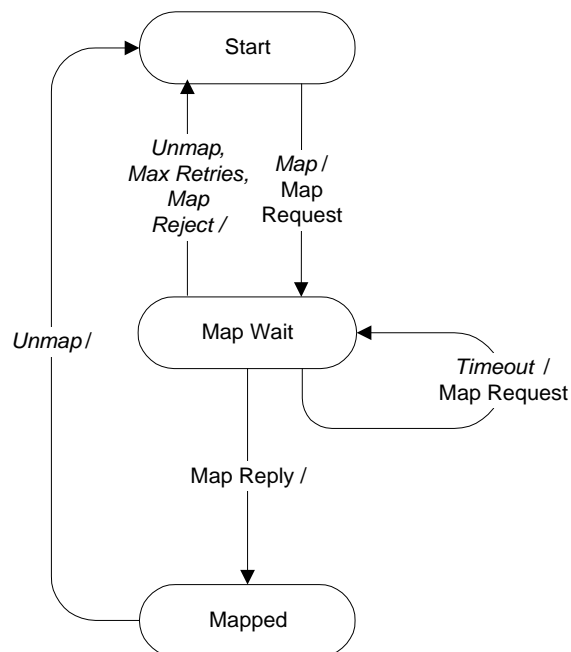 Start
Unmap,
Max Retries,
Map
Reject /
Map /
Map
Request
Map Wait
Unmap /
Timeout /
Map Request
Map Reply /
Mapped